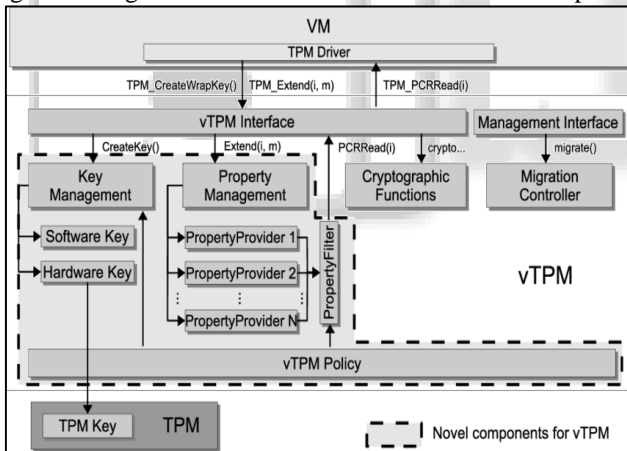 VM
TPM Driver
TPM_CreateWrapKey() TPM_Extend(i, m) TPM_PCRRead(i)
vTPM Interface
Management Interface
CreateKey() Extend(i, m) PCRRead(i) crypto... migrate()
Key
Management
Property
Management
Cryptographic
Functions
Migration
Controller
Software Key
Hardware Key
PropertyProvider 1
PropertyProvider 2
PropertyProvider N
PropertyFilter
vTPM
vTPM Policy
TPM Key
TPM
Novel components for vTPM